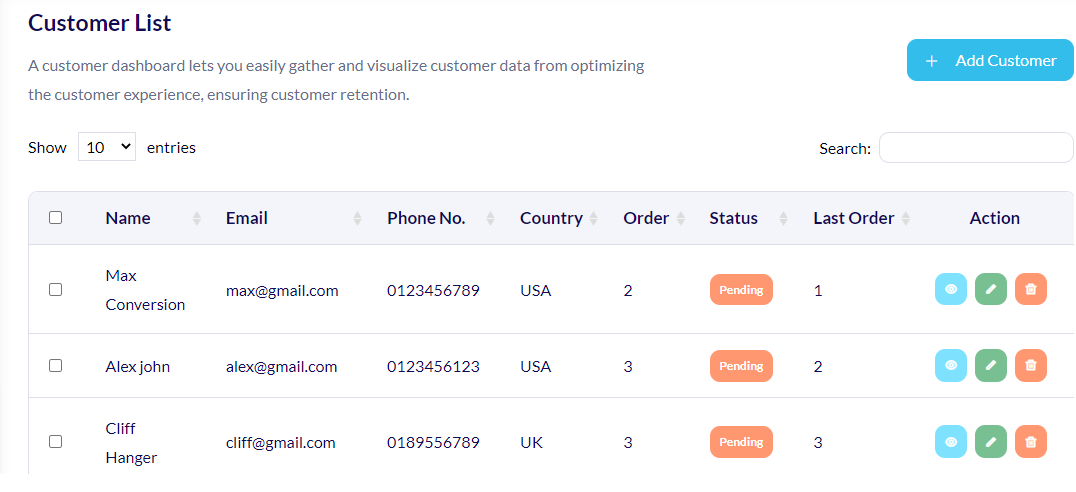 Customer List
A customer dashboard lets you easily gather and visualize customer data from optimizing
the customer experience, ensuring customer retention.
+ Add Customer
Show 10 entries
Search:
Name Email Phone No. Country Order Status Last Order Action
Max
Conversion max@gmail.com 0123456789 USA 2 Pending 1
Alex john alex@gmail.com 0123456123 USA 3 Pending 2
Cliff
Hanger cliff@gmail.com 0189556789 UK 3 Pending 3